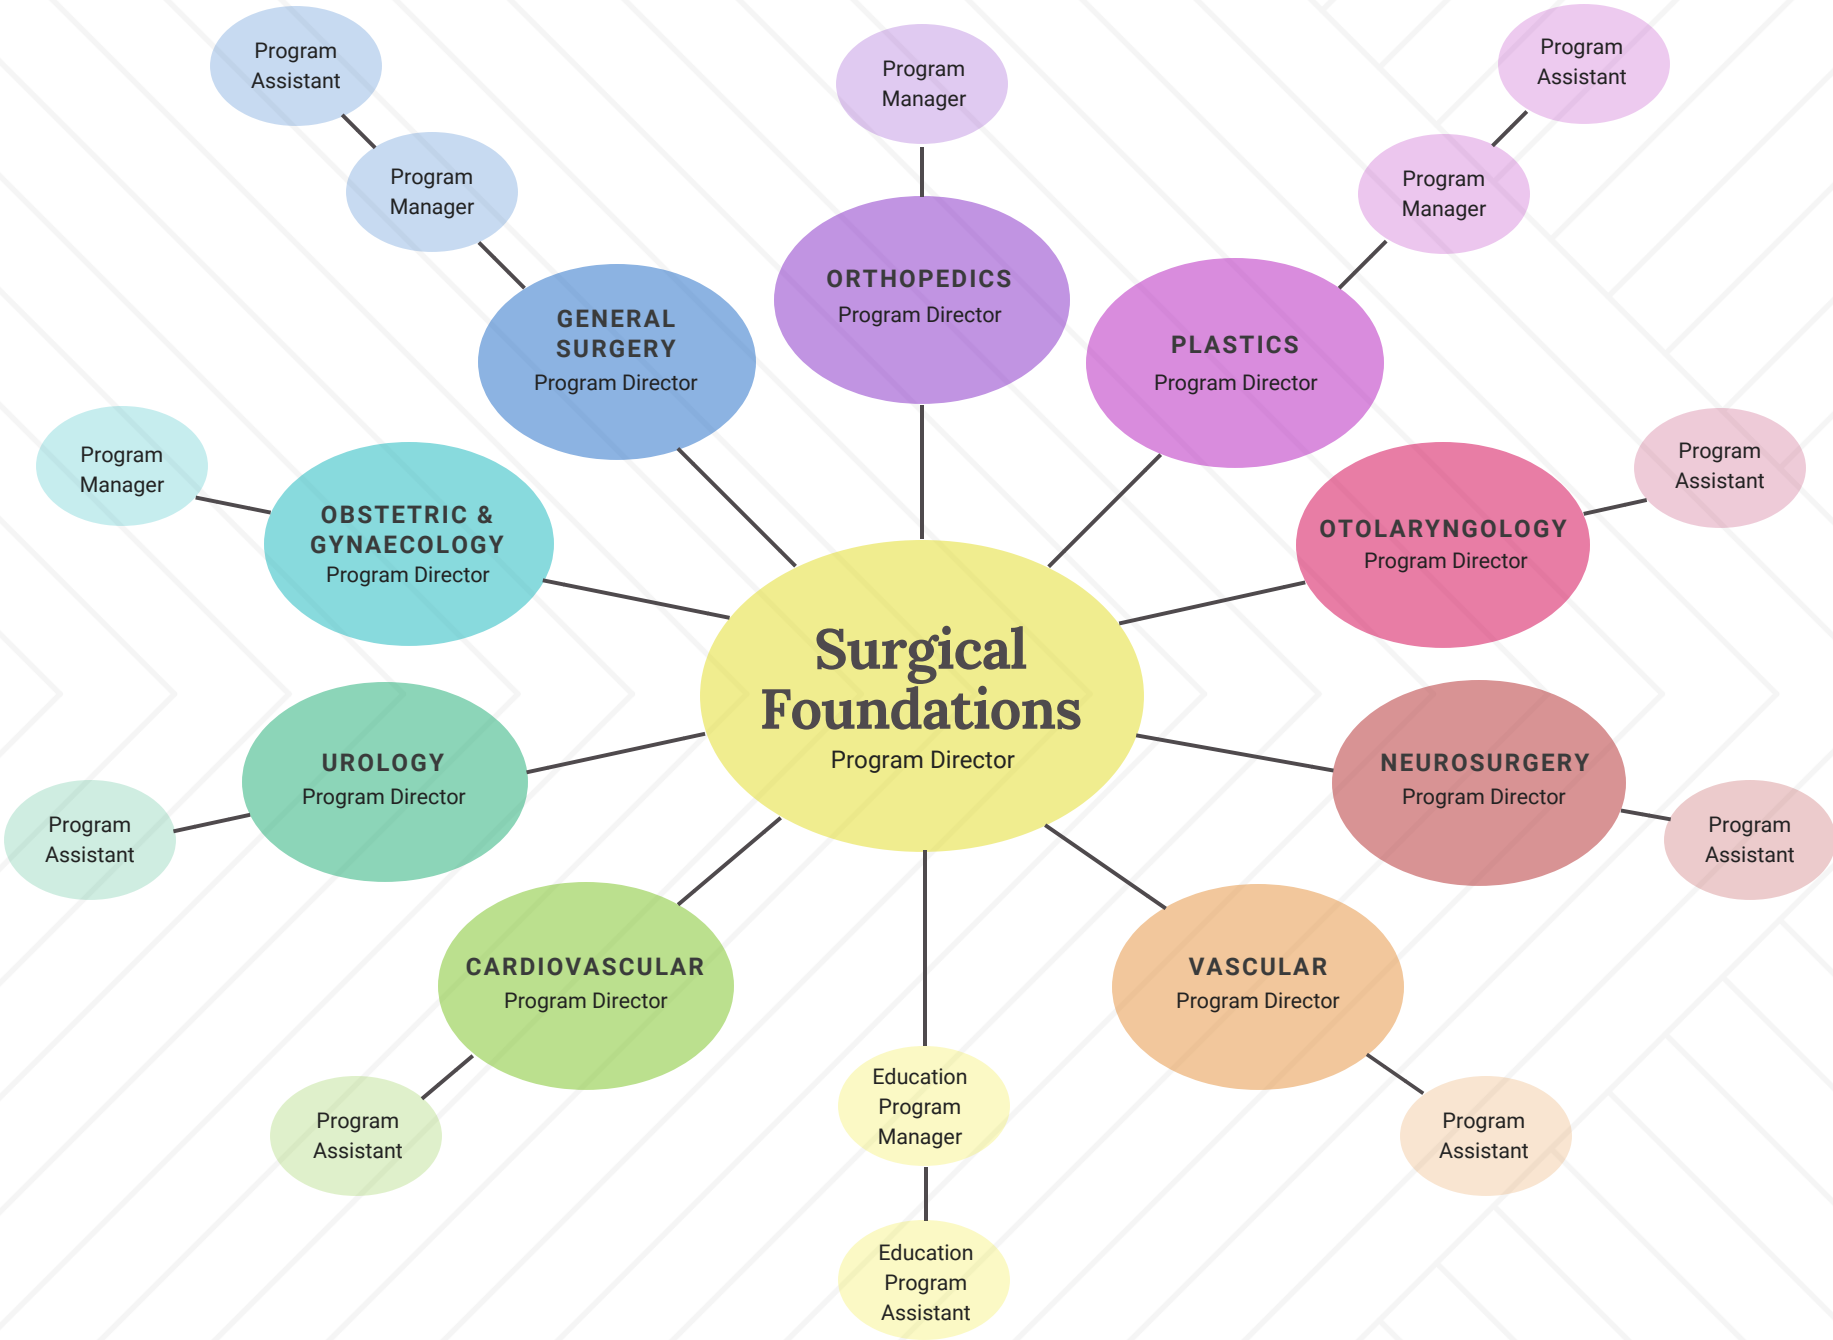 Program
Assistant
Program
Manager
Program
Assistant
Program
Manager
Program
Manager
ORTHOPEDICS
Program Director
GENERAL
SURGERY
Program Director
PLASTICS
Program Director
Program
Manager
OBSTETRIC &
GYNAECOLOGY
Program Director
OTOLARYNGOLOGY
Program Director
Program
Assistant
Surgical
Foundations
Program Director
UROLOGY
Program Director
Program
Assistant
NEUROSURGERY
Program Director
Program
Assistant
CARDIOVASCULAR
Program Director
Program
Assistant
VASCULAR
Program Director
Program
Assistant
Education
Program
Manager
Education
Program
Assistant